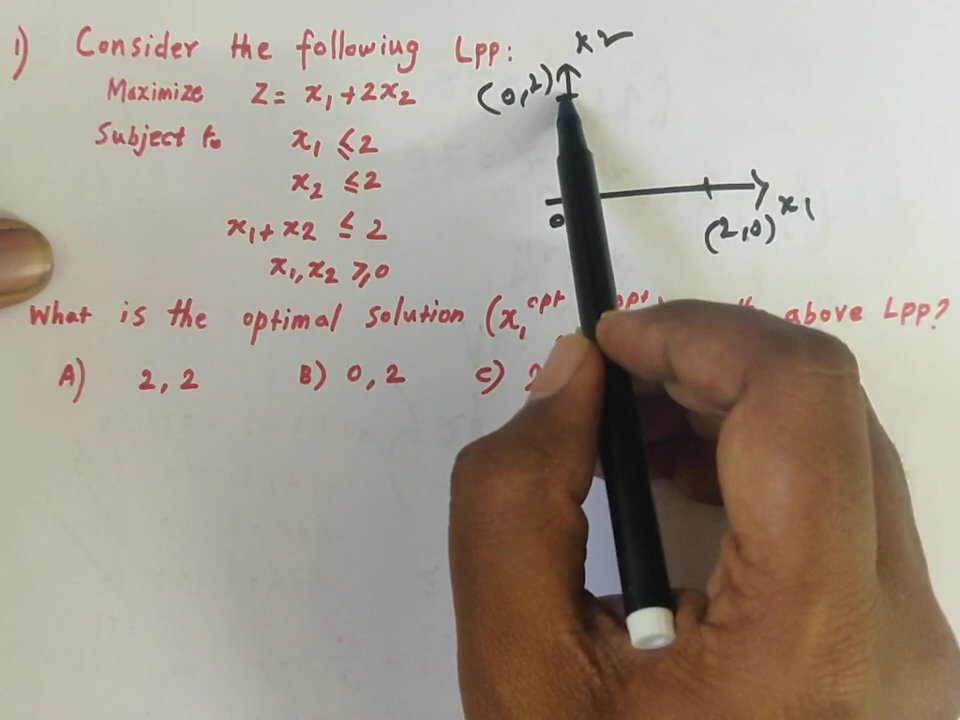 1) Consider the following Lpp:
Maximize Z = x₁ + 2x₂
Subject to x₁ ≤ 2
x₂ ≤ 2
x₁ + x2 ≤ 2
x₁, x₂ ≥, 0
What is the optimal solution (x₁ᵒᵖᵗ above Lpp?
A) 2, 2 B) 0, 2 C)
x2
(0, 2)
0
(2, 0) x1